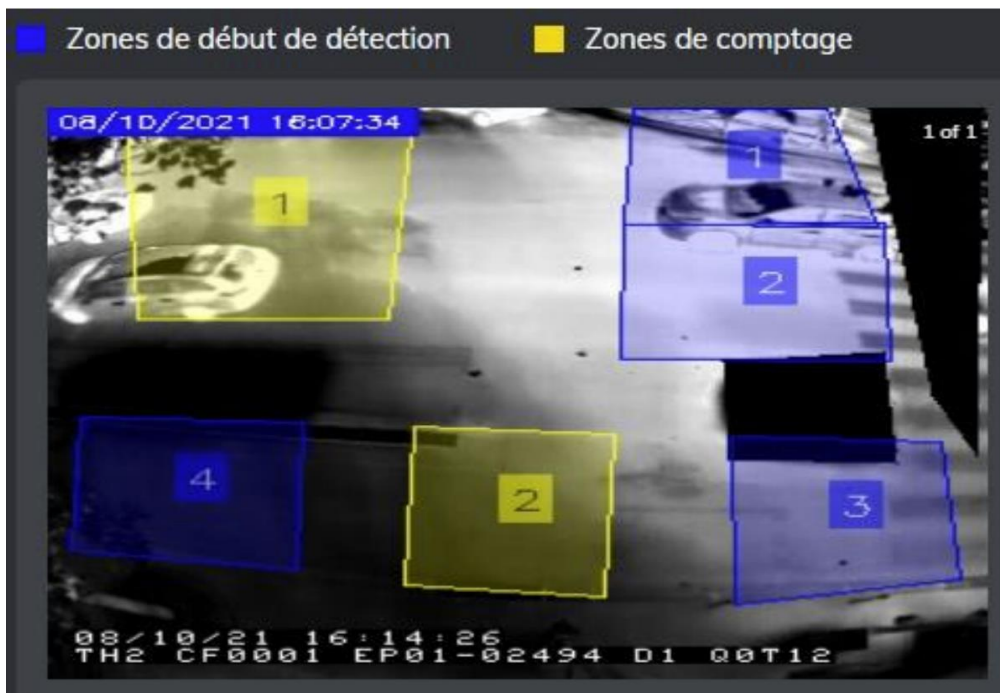 Zones de début de détection Zones de comptage
08/10/2021 16:07:34
1 of 1
1
1
2
4
2
3
08/10/21 16:14:26
TH2 CF0001 EP01-02494 D1 Q0T12